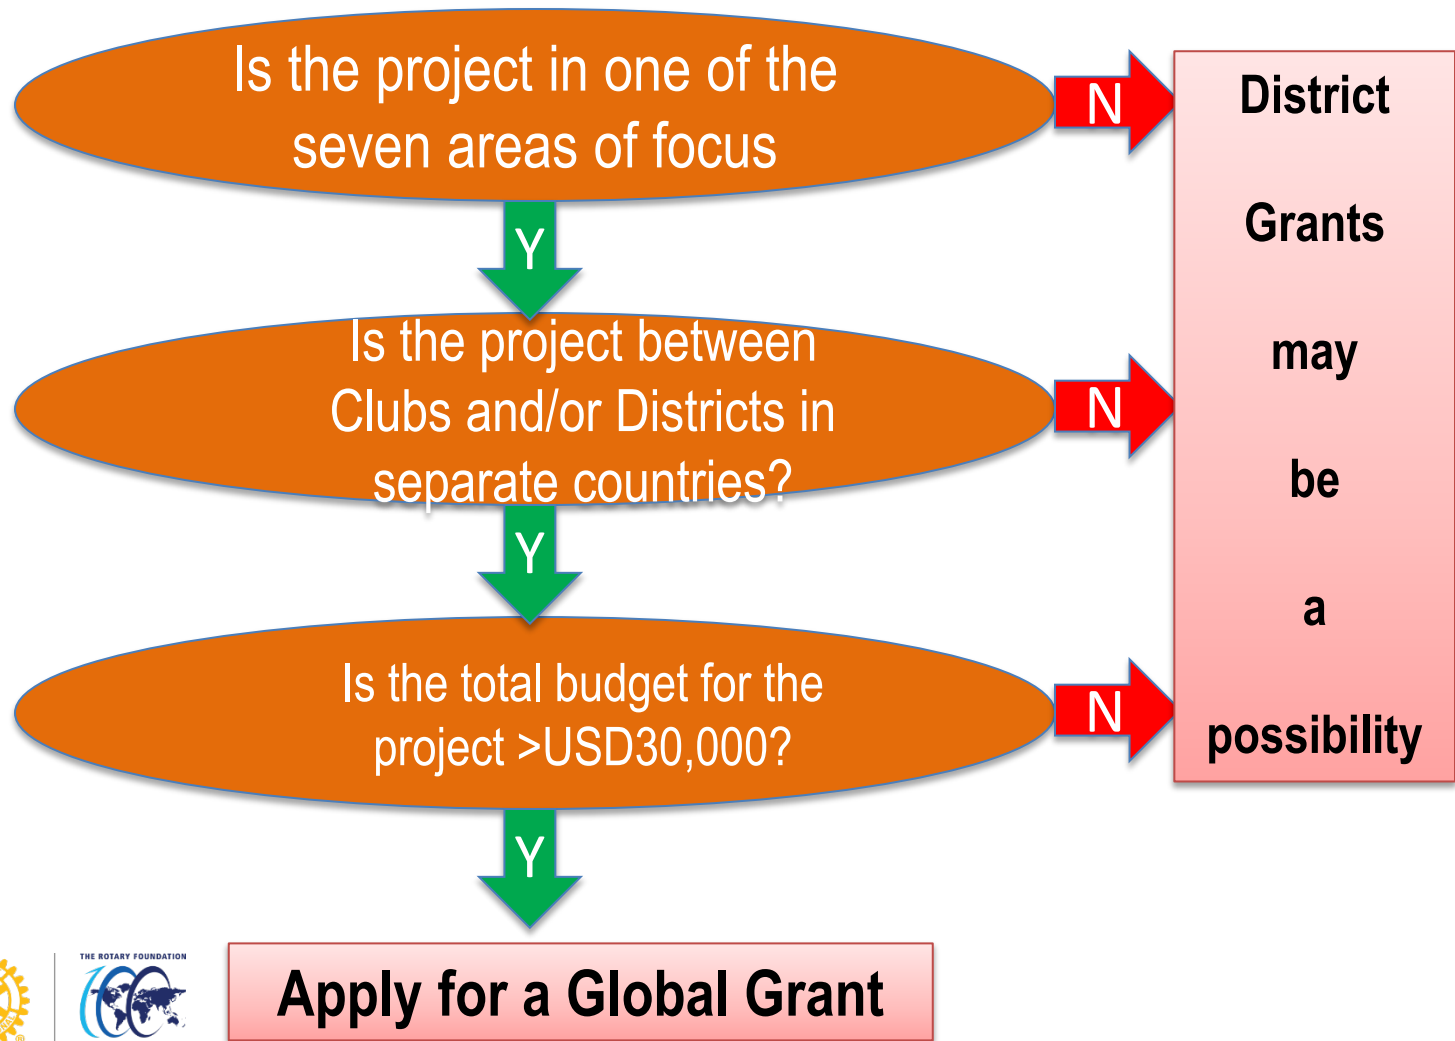 Is the project in one of the
seven areas of focus
N
Y
Is the project between
Clubs and/or Districts in
separate countries?
N
Y
Is the total budget for the
project >USD30,000?
N
Y
District
Grants
may
be
a
possibility
THE ROTARY FOUNDATION
100
Apply for a Global Grant